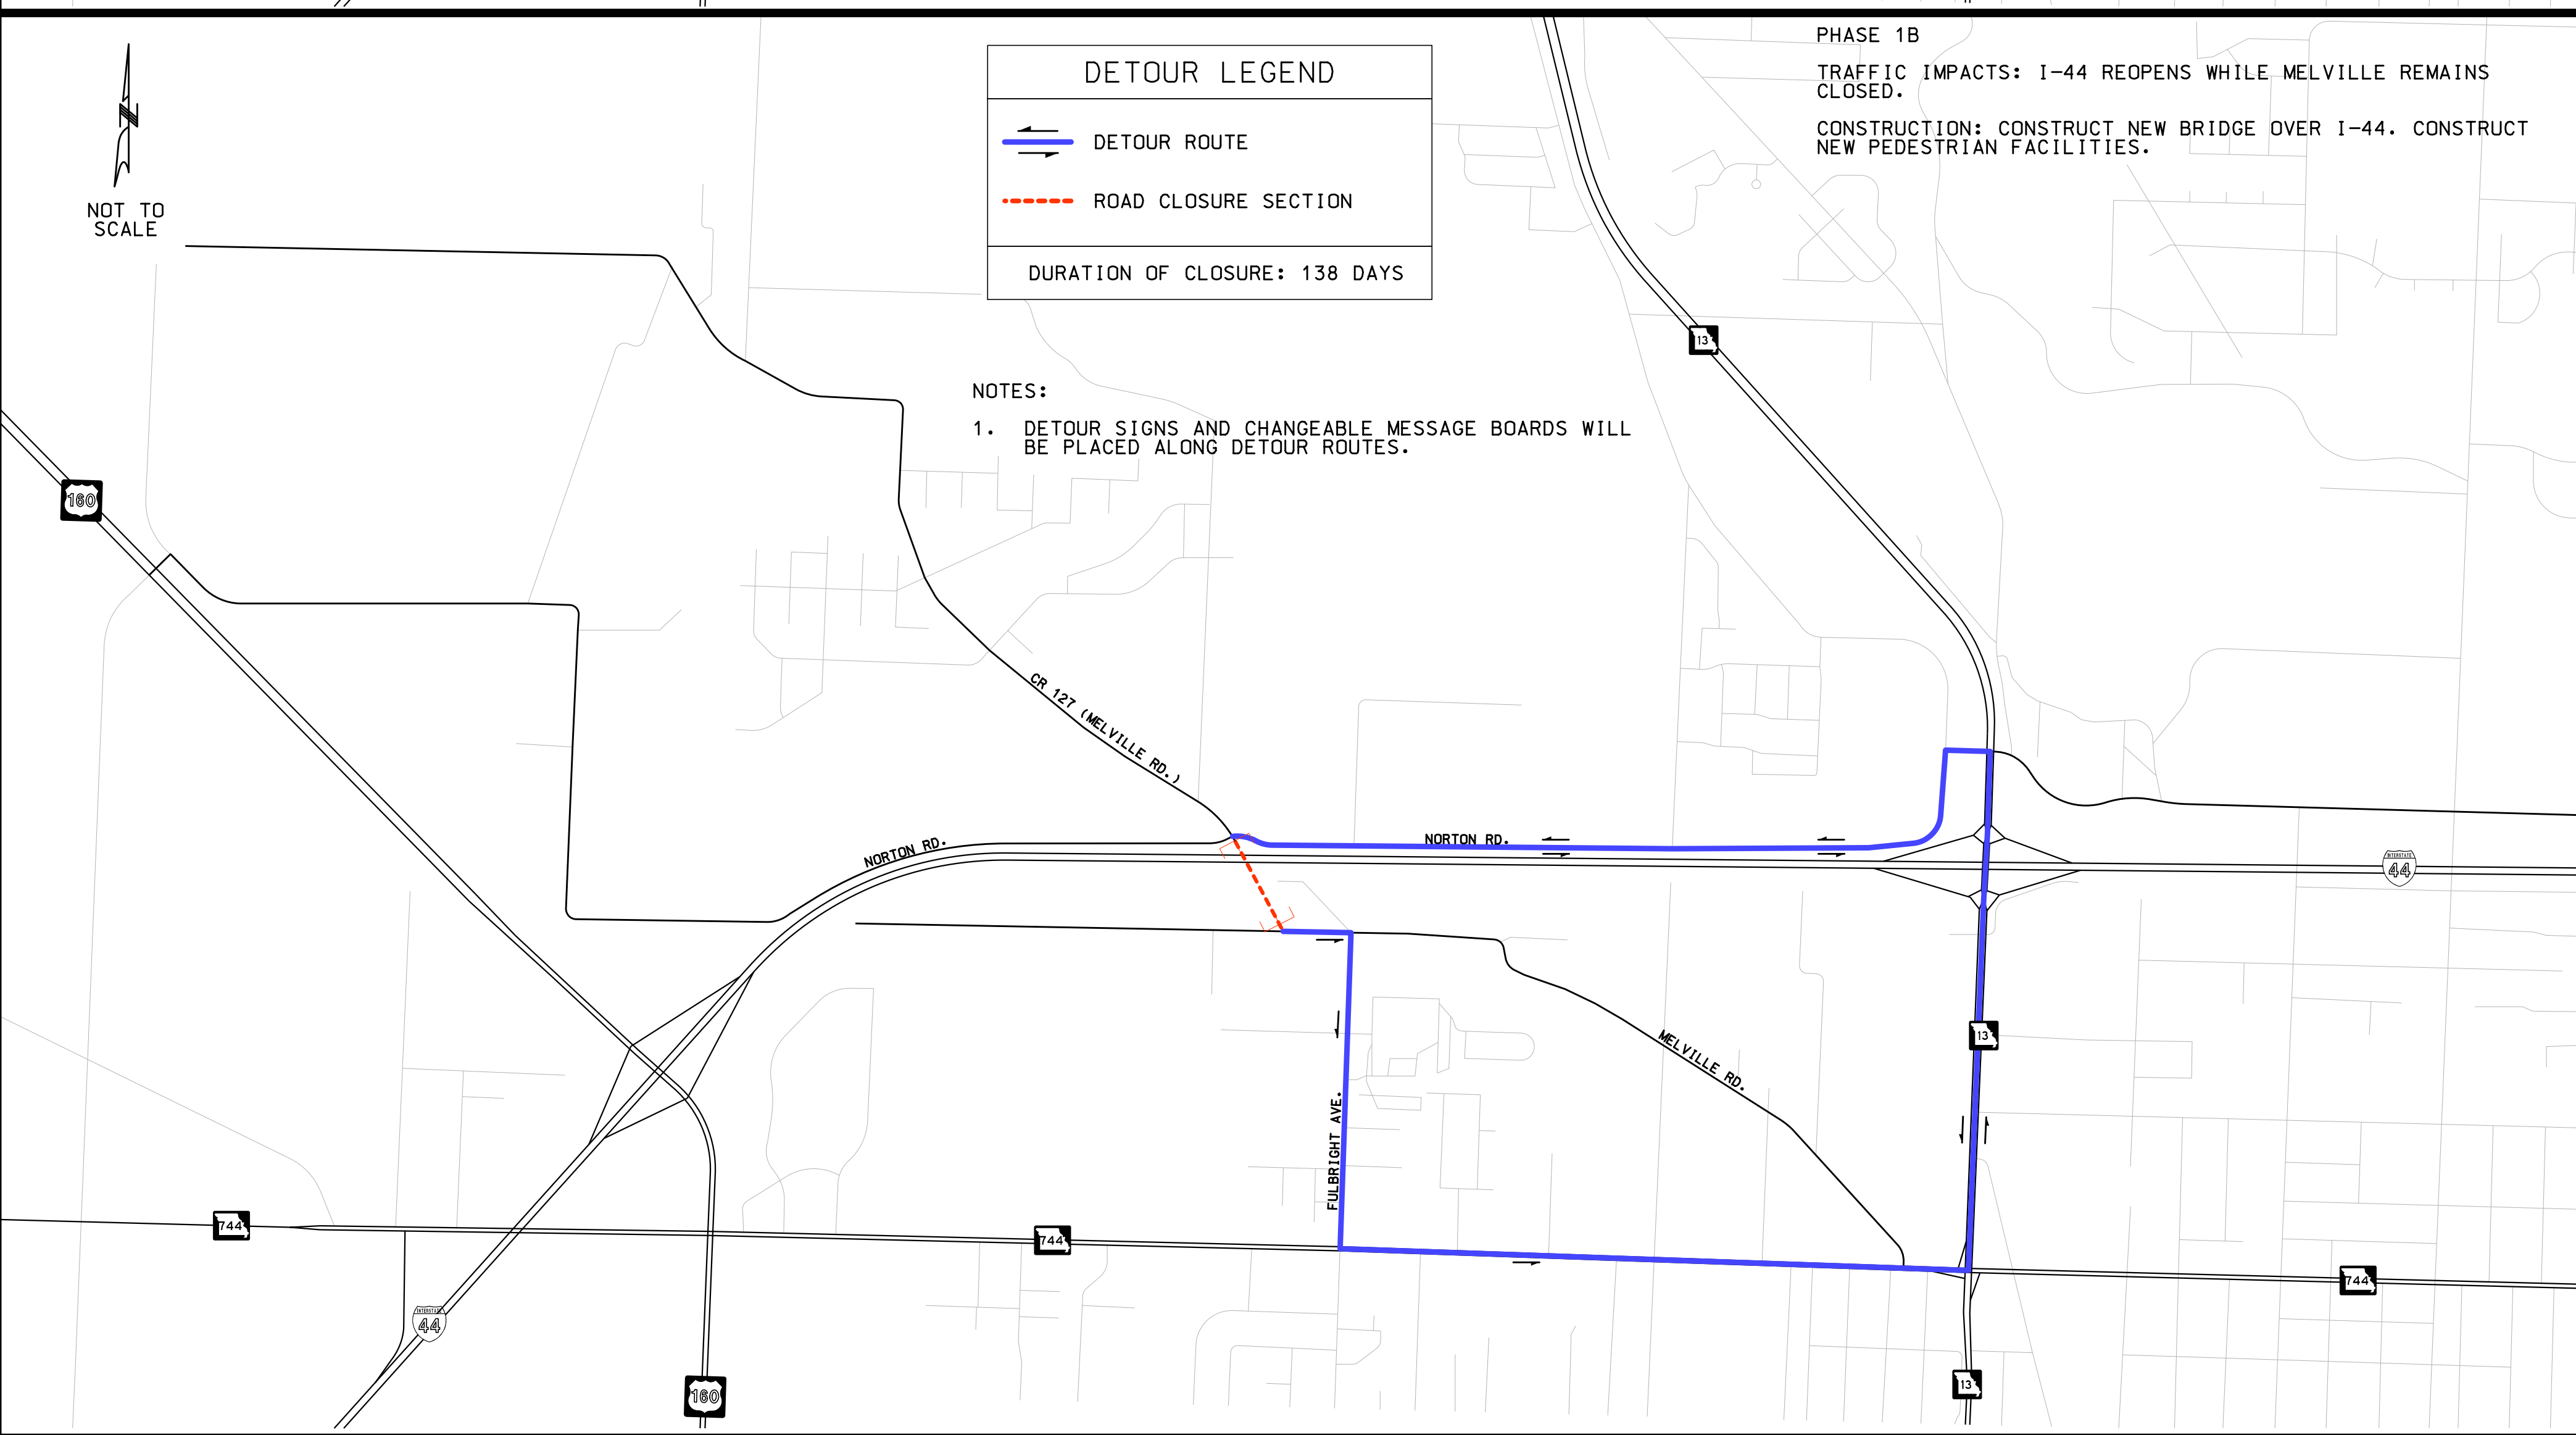 PHASE 1B
TRAFFIC IMPACTS: I-44 REOPENS WHILE MELVILLE REMAINS
CLOSED.
CONSTRUCTION: CONSTRUCT NEW BRIDGE OVER I-44. CONSTRUCT
NEW PEDESTRIAN FACILITIES.
DETOUR LEGEND
DETOUR ROUTE
ROAD CLOSURE SECTION
DURATION OF CLOSURE: 138 DAYS
N
NOT TO
SCALE
13
NOTES:
1. DETOUR SIGNS AND CHANGEABLE MESSAGE BOARDS WILL
BE PLACED ALONG DETOUR ROUTES.
160
CR 127 (MELVILLE RD.)
NORTON RD.
NORTON RD.
INTERSTATE
44
13
MELVILLE RD.
FULBRIGHT AVE.
744
744
744
INTERSTATE
44
160
13